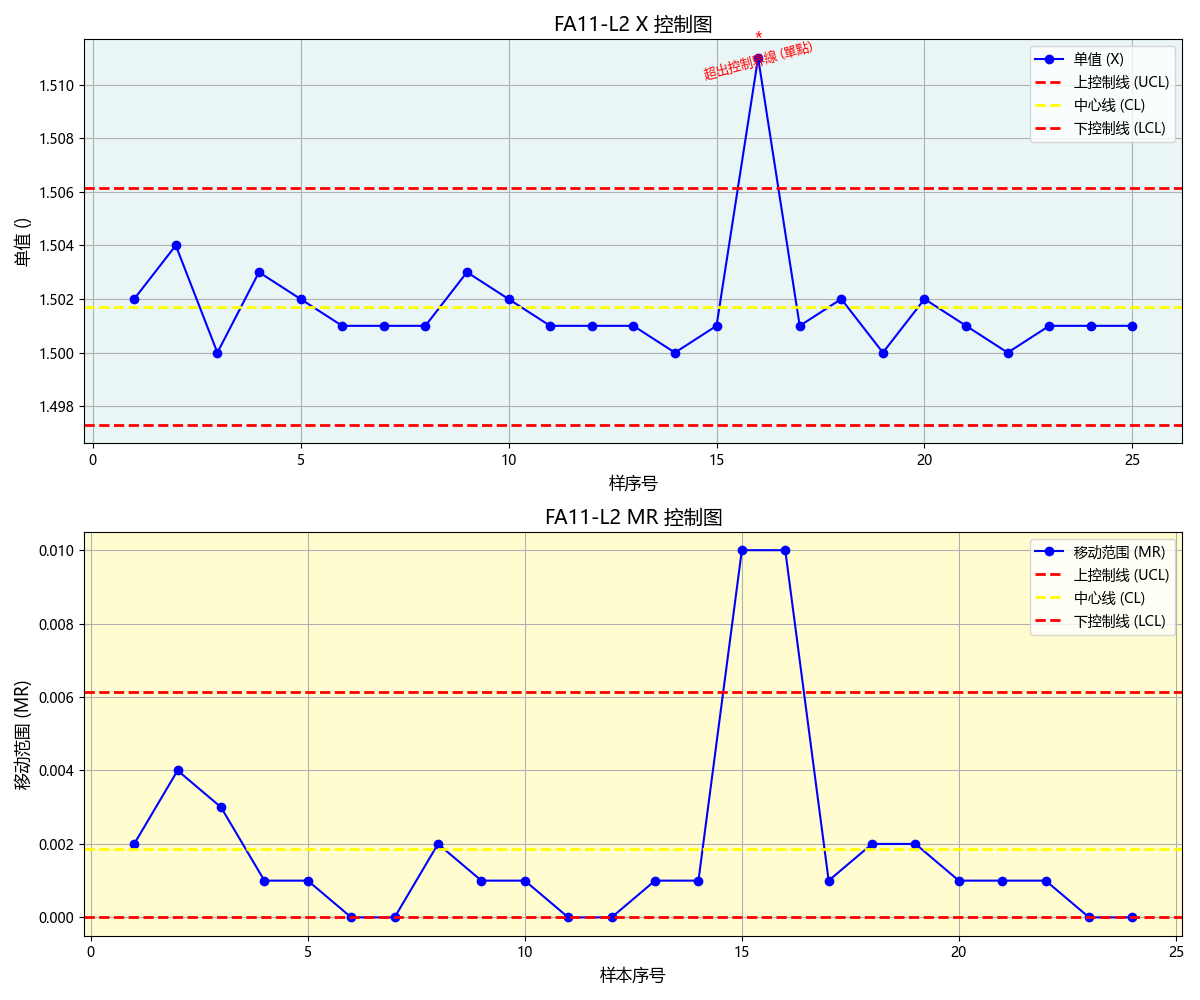 FA11-L2 X 控制图
*
超出控制界線 (單點)
单值 (X)
上控制线 (UCL)
中心线 (CL)
下控制线 (LCL)
单值 ()
1.510
1.508
1.506
1.504
1.502
1.500
1.498
0 5 10 15 20 25
样序号
FA11-L2 MR 控制图
移动范围 (MR)
上控制线 (UCL)
中心线 (CL)
下控制线 (LCL)
移动范围 (MR)
0.010
0.008
0.006
0.004
0.002
0.000
0 5 10 15 20 25
样本序号